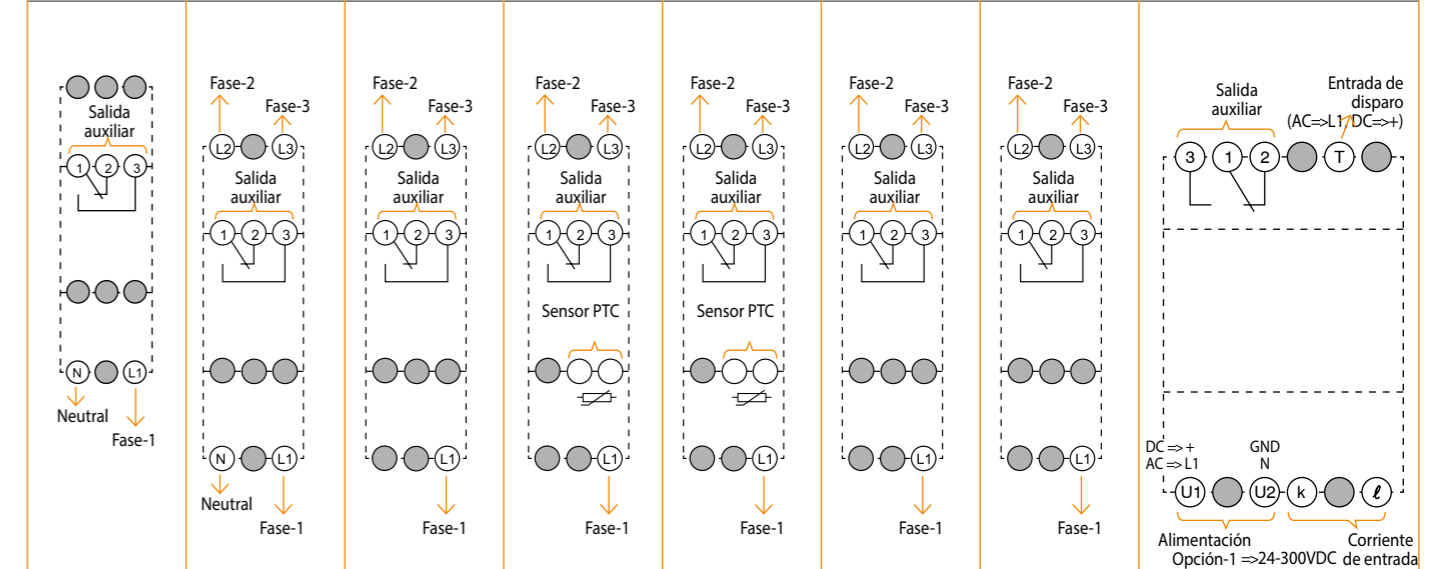 Salida
auxiliar
1 2 3
N L1
Neutral
Fase-1
Fase-2
Fase-3
L2 L3
Salida
auxiliar
1 2 3
N L1
Neutral
Fase-1
Fase-2
Fase-3
L2 L3
Salida
auxiliar
1 2 3
L1
Fase-1
Fase-2
Fase-3
L2 L3
Salida
auxiliar
1 2 3
Sensor PTC
L1
Fase-1
Fase-2
Fase-3
L2 L3
Salida
auxiliar
1 2 3
Sensor PTC
L1
Fase-1
Fase-2
Fase-3
L2 L3
Salida
auxiliar
1 2 3
L1
Fase-1
Fase-2
Fase-3
L2 L3
Salida
auxiliar
1 2 3
L1
Fase-1
Salida
auxiliar
Entrada de
disparo
(AC=>L1/DC=>+)
3 1 2 T
DC => + GND
AC => L1 N
U1 U2 k ℓ
Alimentación
Opción-1 =>24-300VDC
Corriente
de entrada